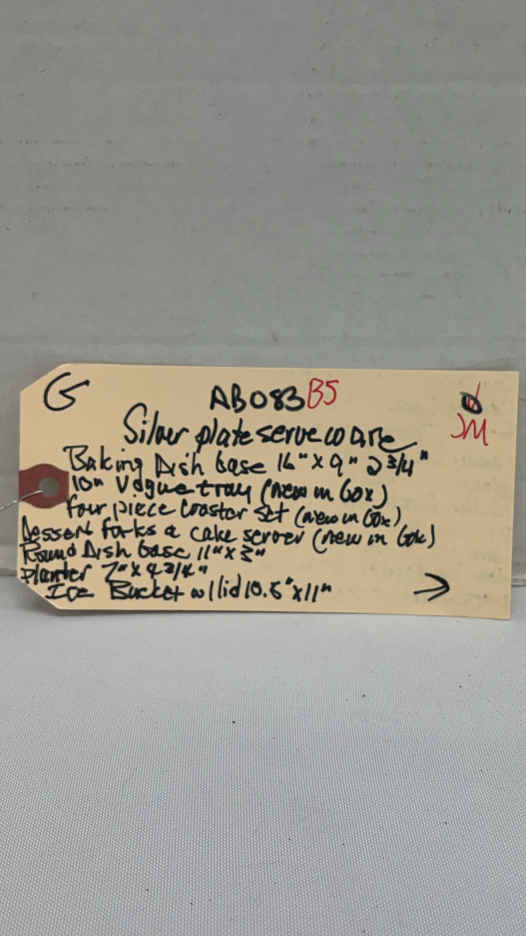 G AB083 B5
JM
Silver plate serveware
Baking Dish base 16" x 9" 2 3/4"
10" Vogue tray (new in box)
four piece coaster set (new in box)
Dessert forks & cake server (new in box)
Round Dish base 11" x 3"
Planter 7" x 9 3/4"
Ice Bucket w/lid 10.5" x 11"
→